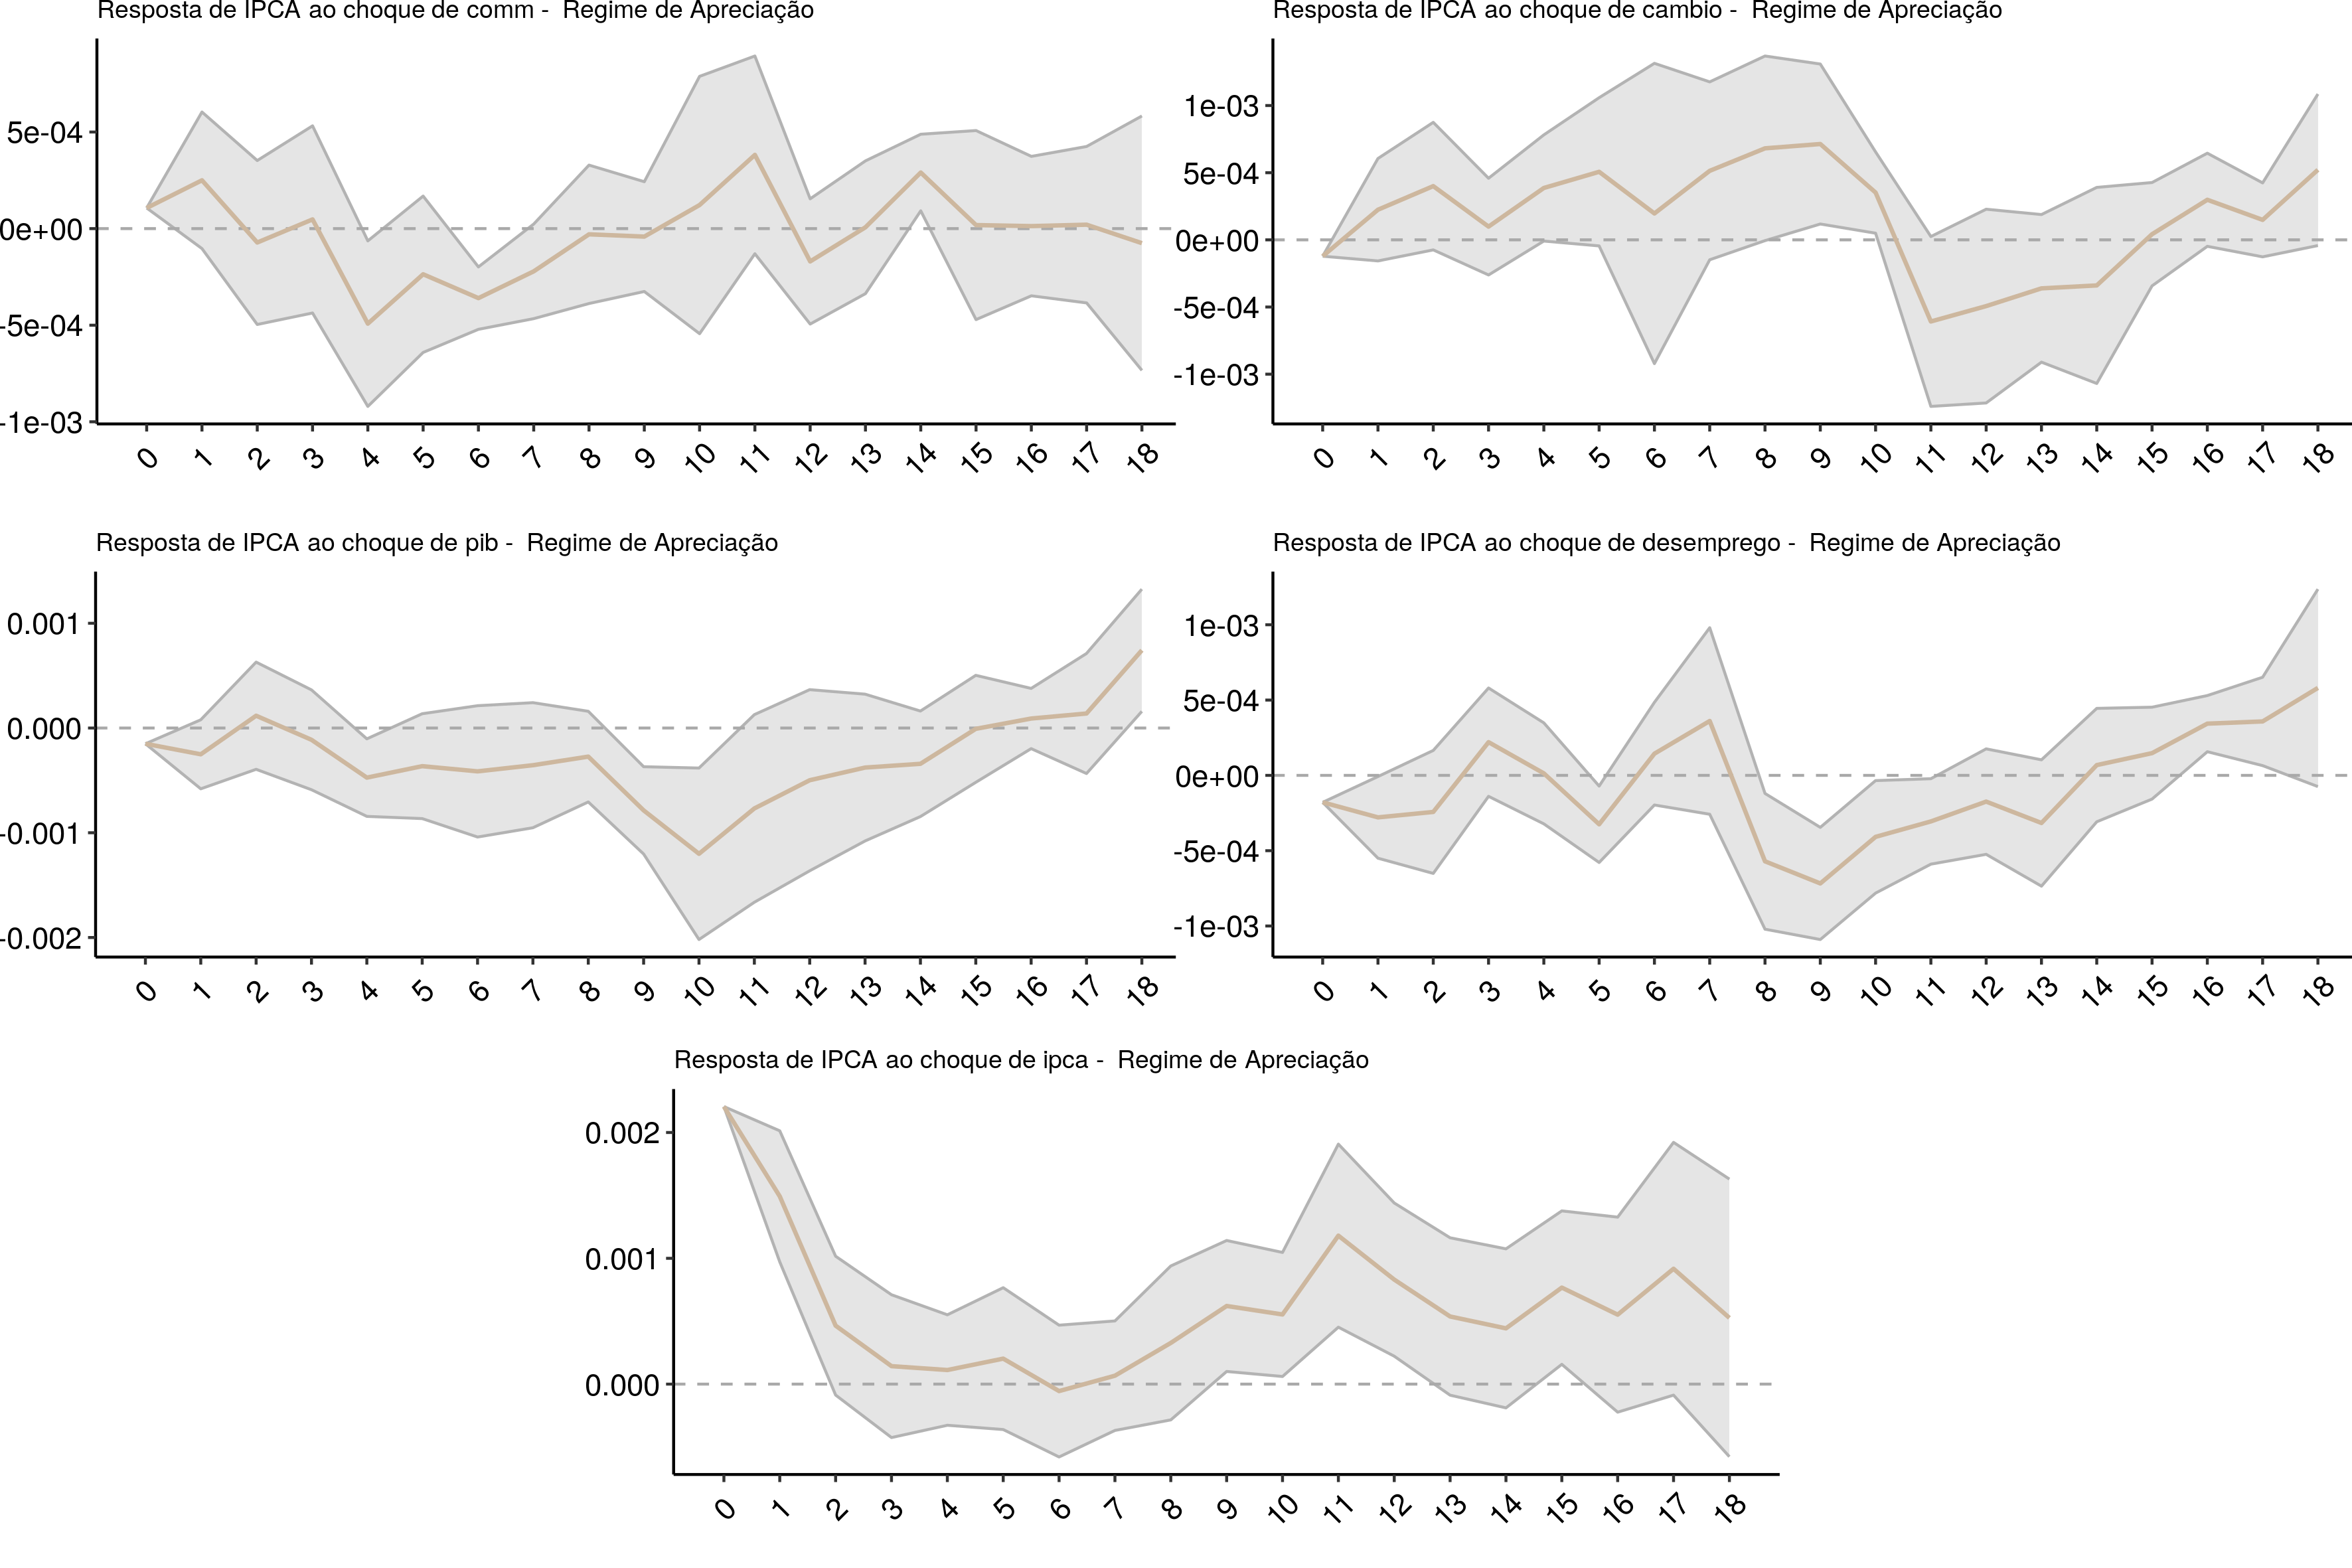 Resposta de IPCA ao choque de comm -  Regime de Apreciação
5e-04
0e+00
-5e-04
-1e-03
0 1 2 3 4 5 6 7 8 9 10 11 12 13 14 15 16 17 18
Resposta de IPCA ao choque de cambio -  Regime de Apreciação
1e-03
5e-04
0e+00
-5e-04
-1e-03
0 1 2 3 4 5 6 7 8 9 10 11 12 13 14 15 16 17 18
Resposta de IPCA ao choque de pib -  Regime de Apreciação
0.001
0.000
-0.001
-0.002
0 1 2 3 4 5 6 7 8 9 10 11 12 13 14 15 16 17 18
Resposta de IPCA ao choque de desemprego -  Regime de Apreciação
1e-03
5e-04
0e+00
-5e-04
-1e-03
0 1 2 3 4 5 6 7 8 9 10 11 12 13 14 15 16 17 18
Resposta de IPCA ao choque de ipca -  Regime de Apreciação
0.002
0.001
0.000
0 1 2 3 4 5 6 7 8 9 10 11 12 13 14 15 16 17 18